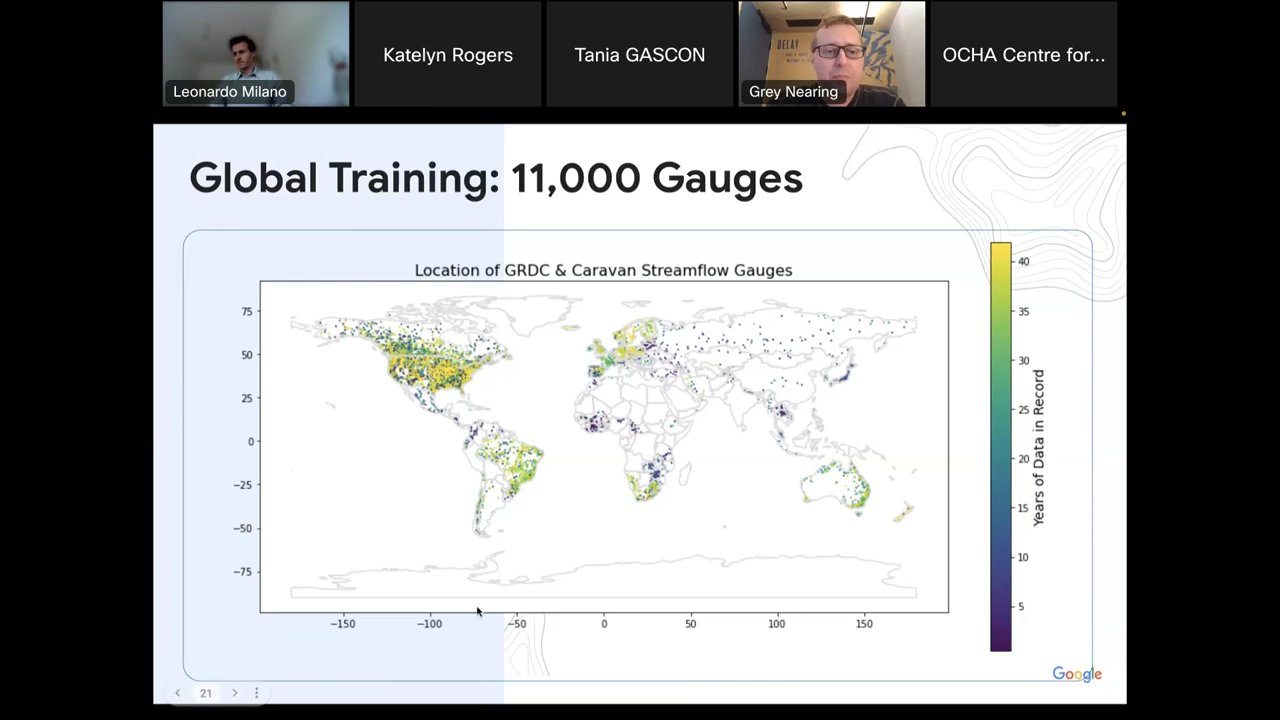 Leonardo Milano
Katelyn Rogers
Tania GASCON
DELAY
Grey Nearing
OCHA Centre for...
Global Training: 11,000 Gauges
Location of GRDC & Caravan Streamflow Gauges
75
50
25
0
−25
−50
−75
−150
−100
−50
0
50
100
150
40
35
30
25
20
15
10
5
Years of Data in Record
Google
21